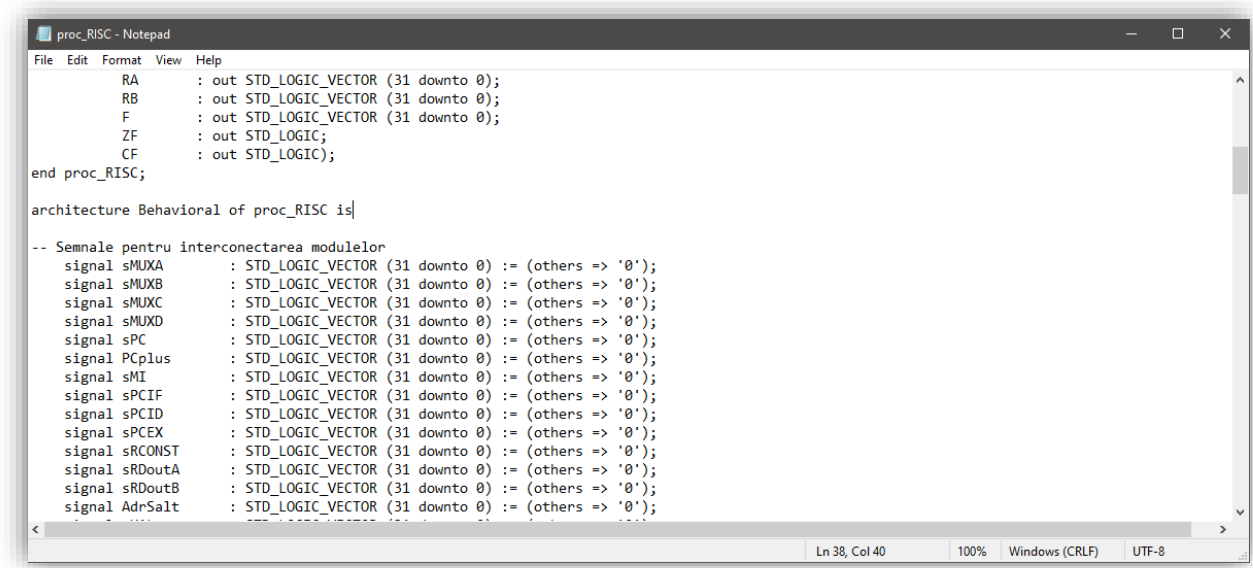 proc_RISC - Notepad
File Edit Format View Help
RA : out STD_LOGIC_VECTOR (31 downto 0);
RB : out STD_LOGIC_VECTOR (31 downto 0);
F : out STD_LOGIC_VECTOR (31 downto 0);
ZF : out STD_LOGIC;
CF : out STD_LOGIC);
end proc_RISC;
architecture Behavioral of proc_RISC is
-- Semnale pentru interconectarea modulelor
signal sMUXA : STD_LOGIC_VECTOR (31 downto 0) := (others => '0');
signal sMUXB : STD_LOGIC_VECTOR (31 downto 0) := (others => '0');
signal sMUXC : STD_LOGIC_VECTOR (31 downto 0) := (others => '0');
signal sMUXD : STD_LOGIC_VECTOR (31 downto 0) := (others => '0');
signal sPC : STD_LOGIC_VECTOR (31 downto 0) := (others => '0');
signal PCplus : STD_LOGIC_VECTOR (31 downto 0) := (others => '0');
signal sMI : STD_LOGIC_VECTOR (31 downto 0) := (others => '0');
signal sPCIF : STD_LOGIC_VECTOR (31 downto 0) := (others => '0');
signal sPCID : STD_LOGIC_VECTOR (31 downto 0) := (others => '0');
signal sPCEX : STD_LOGIC_VECTOR (31 downto 0) := (others => '0');
signal sRCONST : STD_LOGIC_VECTOR (31 downto 0) := (others => '0');
signal sRDoutA : STD_LOGIC_VECTOR (31 downto 0) := (others => '0');
signal sRDoutB : STD_LOGIC_VECTOR (31 downto 0) := (others => '0');
signal AdrSalt : STD_LOGIC_VECTOR (31 downto 0) := (others => '0');
Ln 38, Col 40 100% Windows (CRLF) UTF-8